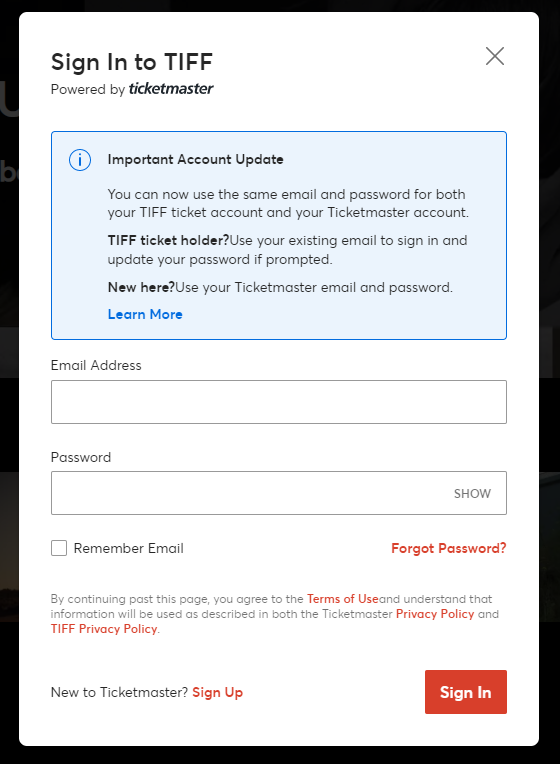 Sign In to TIFF
Powered by ticketmaster
Important Account Update
You can now use the same email and password for both
your TIFF ticket account and your Ticketmaster account.
TIFF ticket holder?Use your existing email to sign in and
update your password if prompted.
New here?Use your Ticketmaster email and password.
Learn More
Email Address
Password
SHOW
Remember Email
Forgot Password?
By continuing past this page, you agree to the Terms of Useand understand that
information will be used as described in both the Ticketmaster Privacy Policy and
TIFF Privacy Policy.
New to Ticketmaster? Sign Up
Sign In